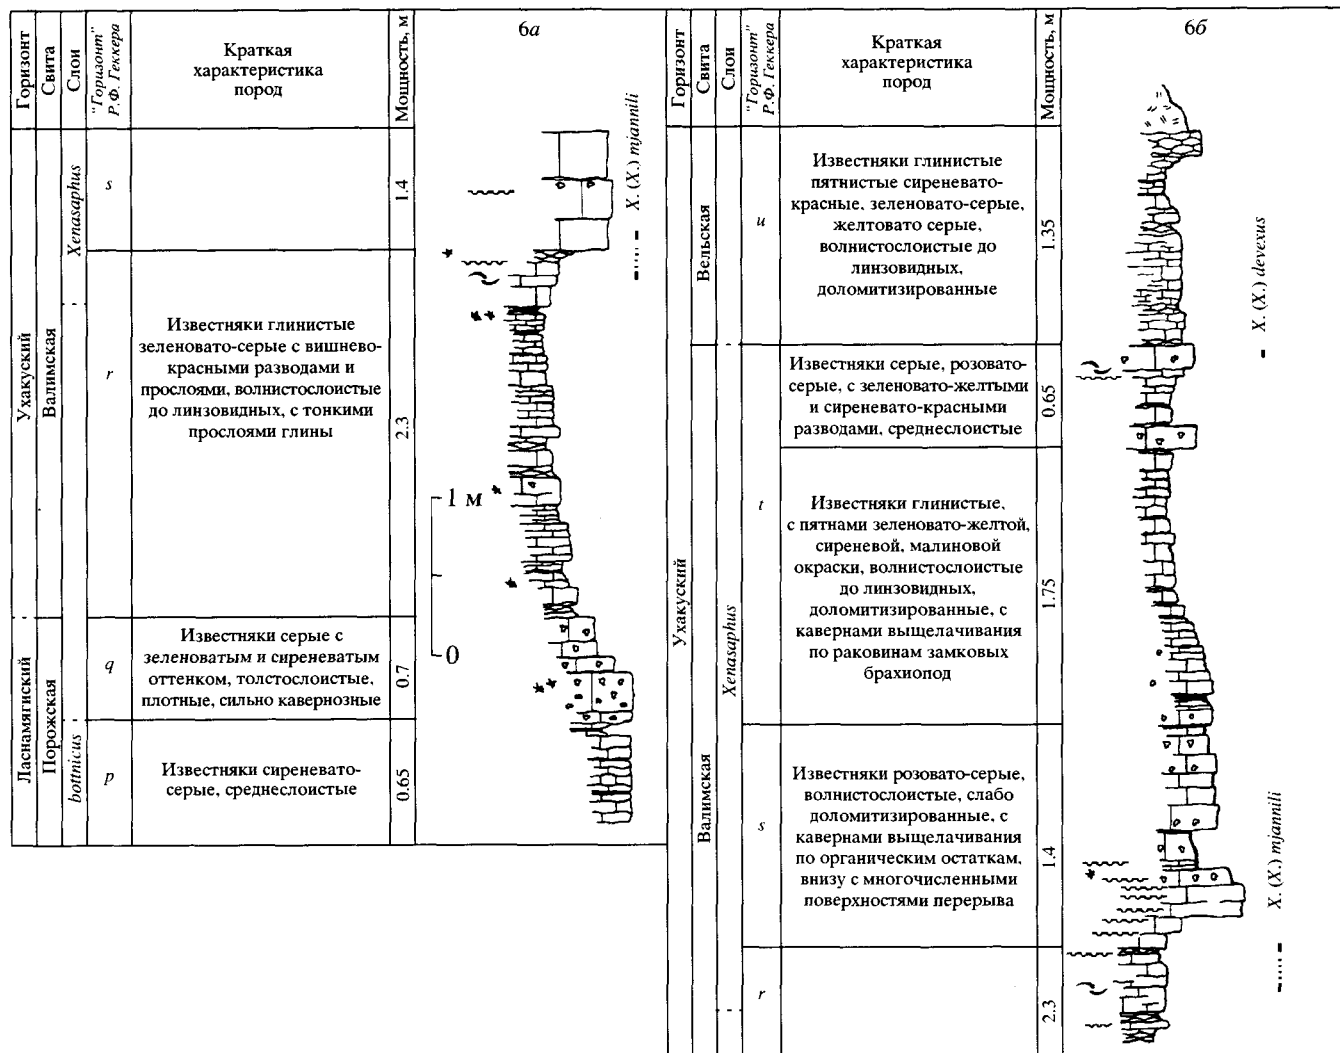 Горизонт
Свита
Слои
"Горизонт"
Р.Ф. Геккера
Краткая
характеристика
пород
Мощность, м
6а
Ухакуский
Валимская
Xenasaphus
s
1.4
X. (X.) mjannili
r
Известняки глинистые
зеленовато-серые с вишнево-
красными разводами и
прослоями, волнистослоистые
до линзовидных, с тонкими
прослоями глины
2.3
1 м
0
Ласнамягинский
Порожская
bottnicus
q
Известняки серые с
зеленоватым и сиреневатым
оттенком, толстослоистые,
плотные, сильно кавернозные
0.7
p
Известняки сиреневато-
серые, среднеслоистые
0.65
Горизонт
Свита
Слои
"Горизонт"
Р.Ф. Геккера
Краткая
характеристика
пород
Мощность, м
6б
Ухакуский
Вельская
u
Известняки глинистые
пятнистые сиреневато-
красные, зеленовато-серые,
желтовато серые,
волнистослоистые до
линзовидных,
доломитизированные
1.35
X. (X.) devexus
Валимская
Xenasaphus
t
Известняки серые, розовато-
серые, с зеленовато-желтыми
и сиреневато-красными
разводами, среднеслоистые
0.65
Известняки глинистые,
с пятнами зеленовато-желтой,
сиреневой, малиновой
окраски, волнистослоистые
до линзовидных,
доломитизированные, с
кавернами выщелачивания
по раковинам замковых
брахиопод
1.75
s
Известняки розовато-серые,
волнистослоистые, слабо
доломитизированные, с
кавернами выщелачивания
по органическим остаткам,
внизу с многочисленными
поверхностями перерыва
1.4
X. (X.) mjannili
r
2.3